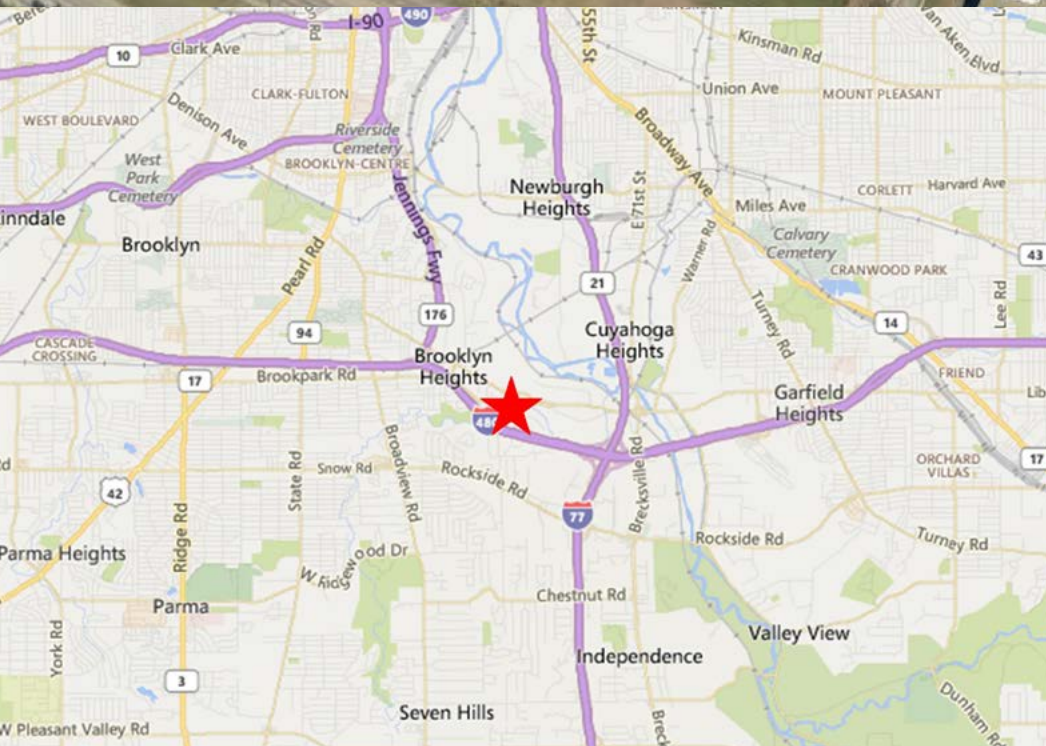 I-90
490
55th St
10
Clark Ave
Kinsman Rd
Van Aken Blvd
Union Ave
CLARK-FULTON
MOUNT PLEASANT
WEST BOULEVARD
Denison Ave
Riverside
Cemetery
BROOKLYN-CENTRE
Broadway Ave
West
Park
Cemetery
Newburgh
Heights
E 71st St
CORLETT
Harvard Ave
Miles Ave
inndale
Jennings Fwy
Brooklyn
Pearl Rd
Warner Rd
Calvary
Cemetery
43
CRANWOOD PARK
21
Turney Rd
Lee Rd
176
94
14
Cuyahoga
Heights
CASCADE
CROSSING
Brooklyn
Heights
17
Brookpark Rd
FRIEND
Garfield
Heights
Lib
480
Broadview Rd
Brecksville Rd
ORCHARD
VILLAS
17
State Rd
Snow Rd
Rockside Rd
42
77
Ridge Rd
Rockside Rd
Turney Rd
Parma Heights
W Ridgewood Dr
Chestnut Rd
Parma
Valley View
York Rd
Independence
3
Dunham R
Seven Hills
W Pleasant Valley Rd
Breck